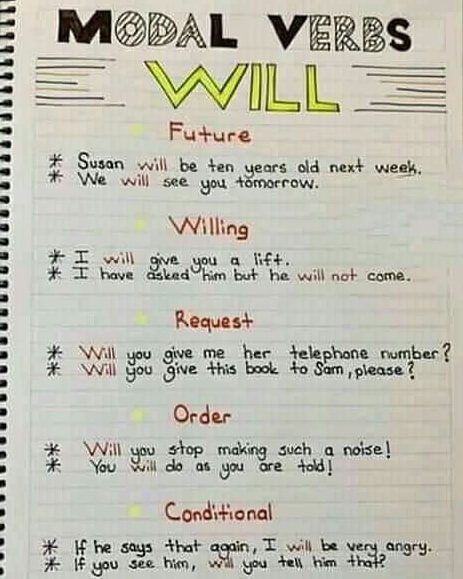 MODAL VERBS
WILL
Future
* Susan will be ten years old next week.
* We will see you tomorrow.
Willing
* I will give you a lift.
* I have asked him but he will not come.
Request
* Will you give me her telephone number?
* Will you give this book to Sam, please?
Order
* Will you stop making such a noise!
* You will do as you are told!
Conditional
* If he says that again, I will be very angry.
* If you see him, will you tell him that?